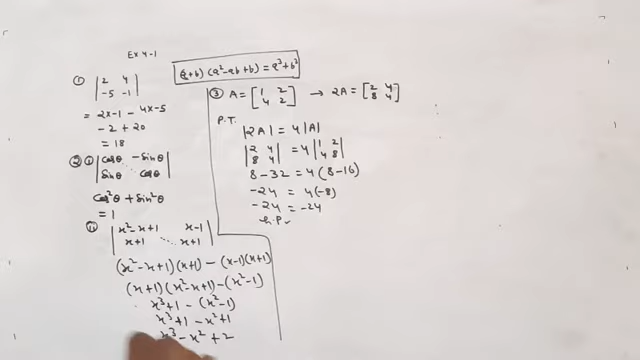 Ex 4-1
(a+b) (a²-ab+b) = a³+b³
① | 2 4 |
| -5 -1 |
= 2x-1 - 4x-5
-2 + 20
= 18
② ⓘ | cosθ -sinθ |
| sinθ cosθ |
cos²θ + sin²θ
= 1
ⓘⓘ | x²-x+1 x-1 |
| x+1 x+1 |
(x²-x+1)(x+1) - (x-1)(x+1)
(x+1)(x²-x+1) - (x²-1)
x³+1 - (x²-1)
x³+1 - x²+1
x³ - x² + 2
③ A = [ 1 2 ] → 2A = [ 2 4 ]
[ 4 2 ] [ 8 4 ]
P.T.
|2A| = 4|A|
| 2 4 | = 4 | 1 2 |
| 8 4 | | 4 8 |
8-32 = 4 (8-16)
-24 = 4(-8)
-24 = -24
h.P.